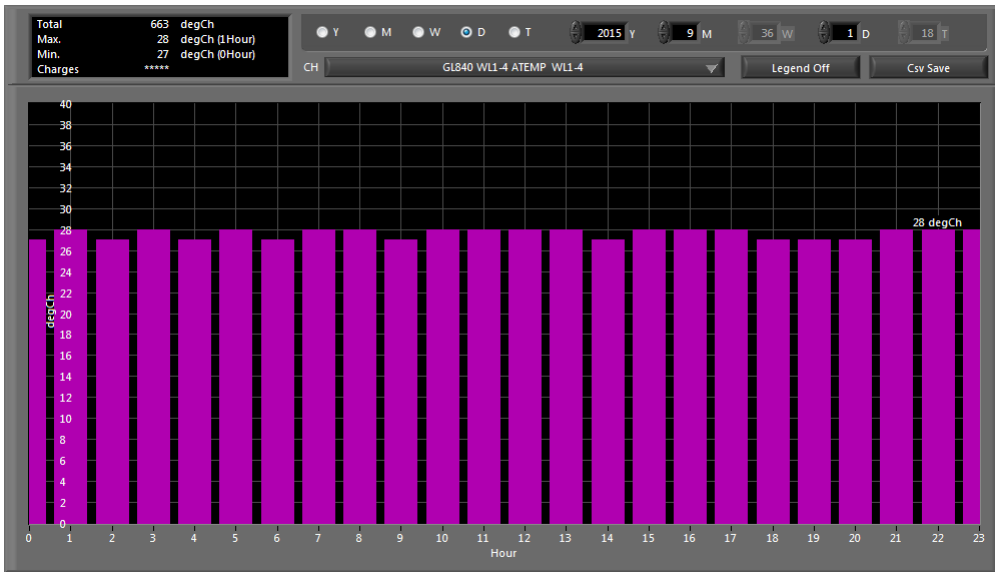 Total 663 degCh
Max. 28 degCh (1Hour)
Min. 27 degCh (0Hour)
Charges *****
Y M W D T 2015 Y 9 M 36 W 1 D 18 T
CH GL840 WL1-4 ATEMP WL1-4 Legend Off Csv Save
40
38
36
34
32
30
28 degCh
28
26
24
22
degCh
20
18
16
14
12
10
8
6
4
2
0
0 1 2 3 4 5 6 7 8 9 10 11 12 13 14 15 16 17 18 19 20 21 22 23
Hour